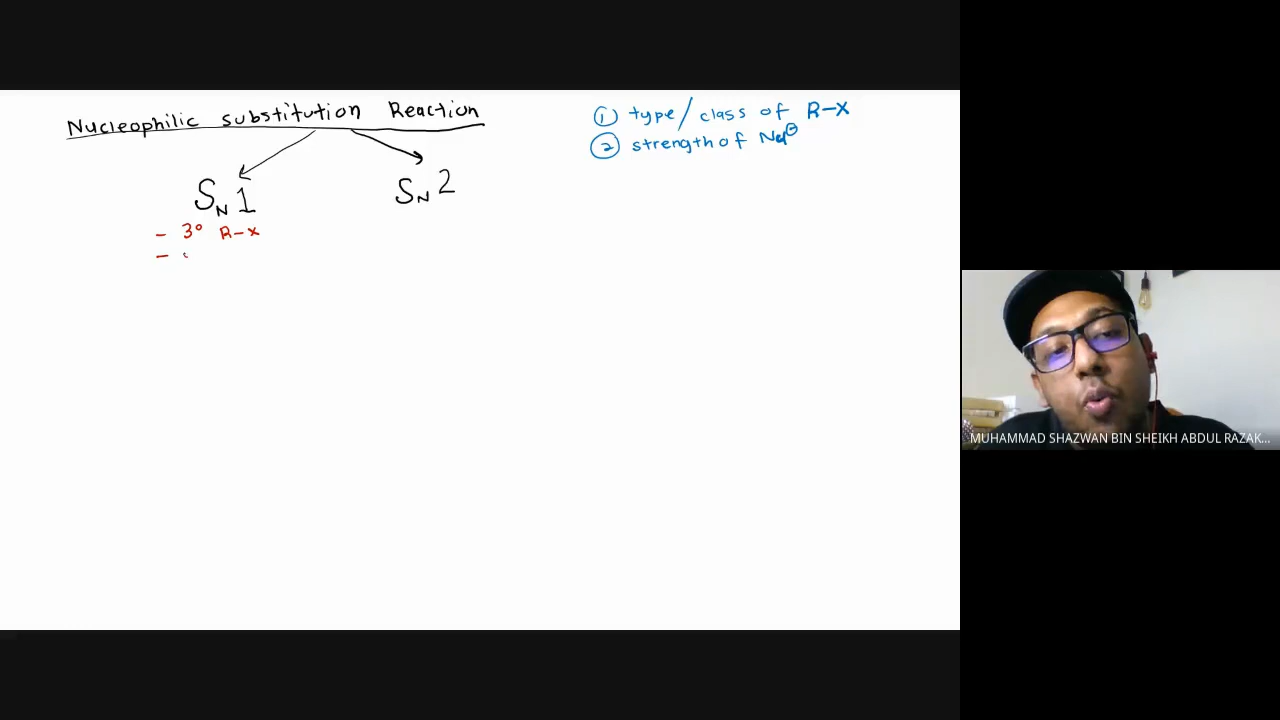 Nucleophilic substitution Reaction
① type/class of R-X
② strength of Nu⊖
SN1
SN2
- 3° R-X
-
MUHAMMAD SHAZWAN BIN SHEIKH ABDUL RAZAK...